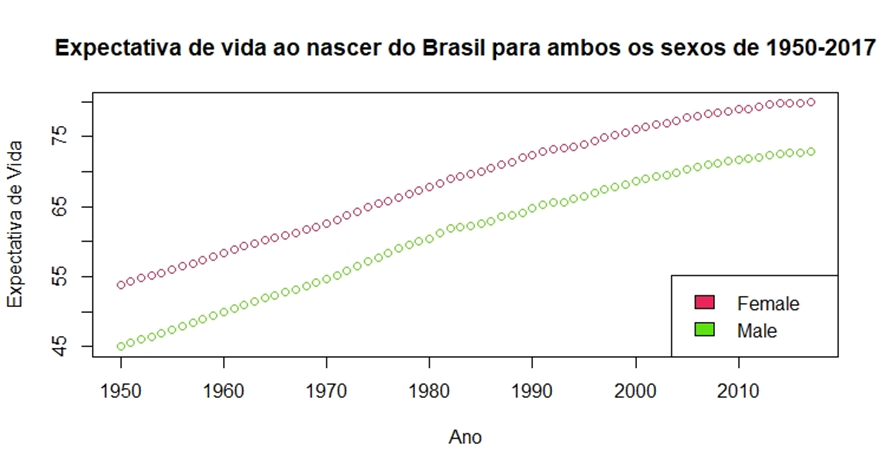 Expectativa de vida ao nascer do Brasil para ambos os sexos de 1950-2017
Expectativa de Vida
75
65
55
45
Female
Male
1950 1960 1970 1980 1990 2000 2010
Ano